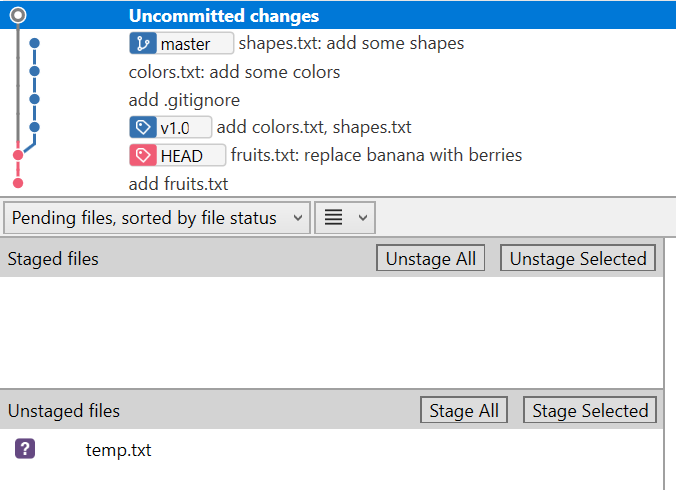 Uncommitted changes
master shapes.txt: add some shapes
colors.txt: add some colors
add .gitignore
v1.0 add colors.txt, shapes.txt
HEAD fruits.txt: replace banana with berries
add fruits.txt
Pending files, sorted by file status
Staged files Unstage All Unstage Selected
Unstaged files Stage All Stage Selected
? temp.txt